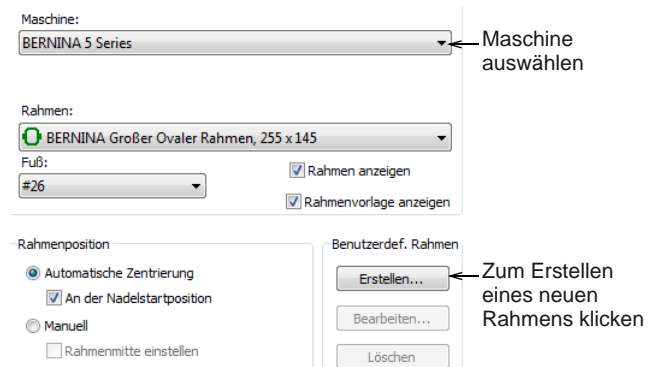 Maschine:
BERNINA 5 Series
Maschine
auswählen
Rahmen:
BERNINA Großer Ovaler Rahmen, 255 x 145
Fuß:
#26
Rahmen anzeigen
Rahmenvorlage anzeigen
Rahmenposition
Automatische Zentrierung
An der Nadelstartposition
Manuell
Rahmenmitte einstellen
Benutzerdef. Rahmen
Erstellen...
Bearbeiten...
Löschen
Zum Erstellen
eines neuen
Rahmens klicken